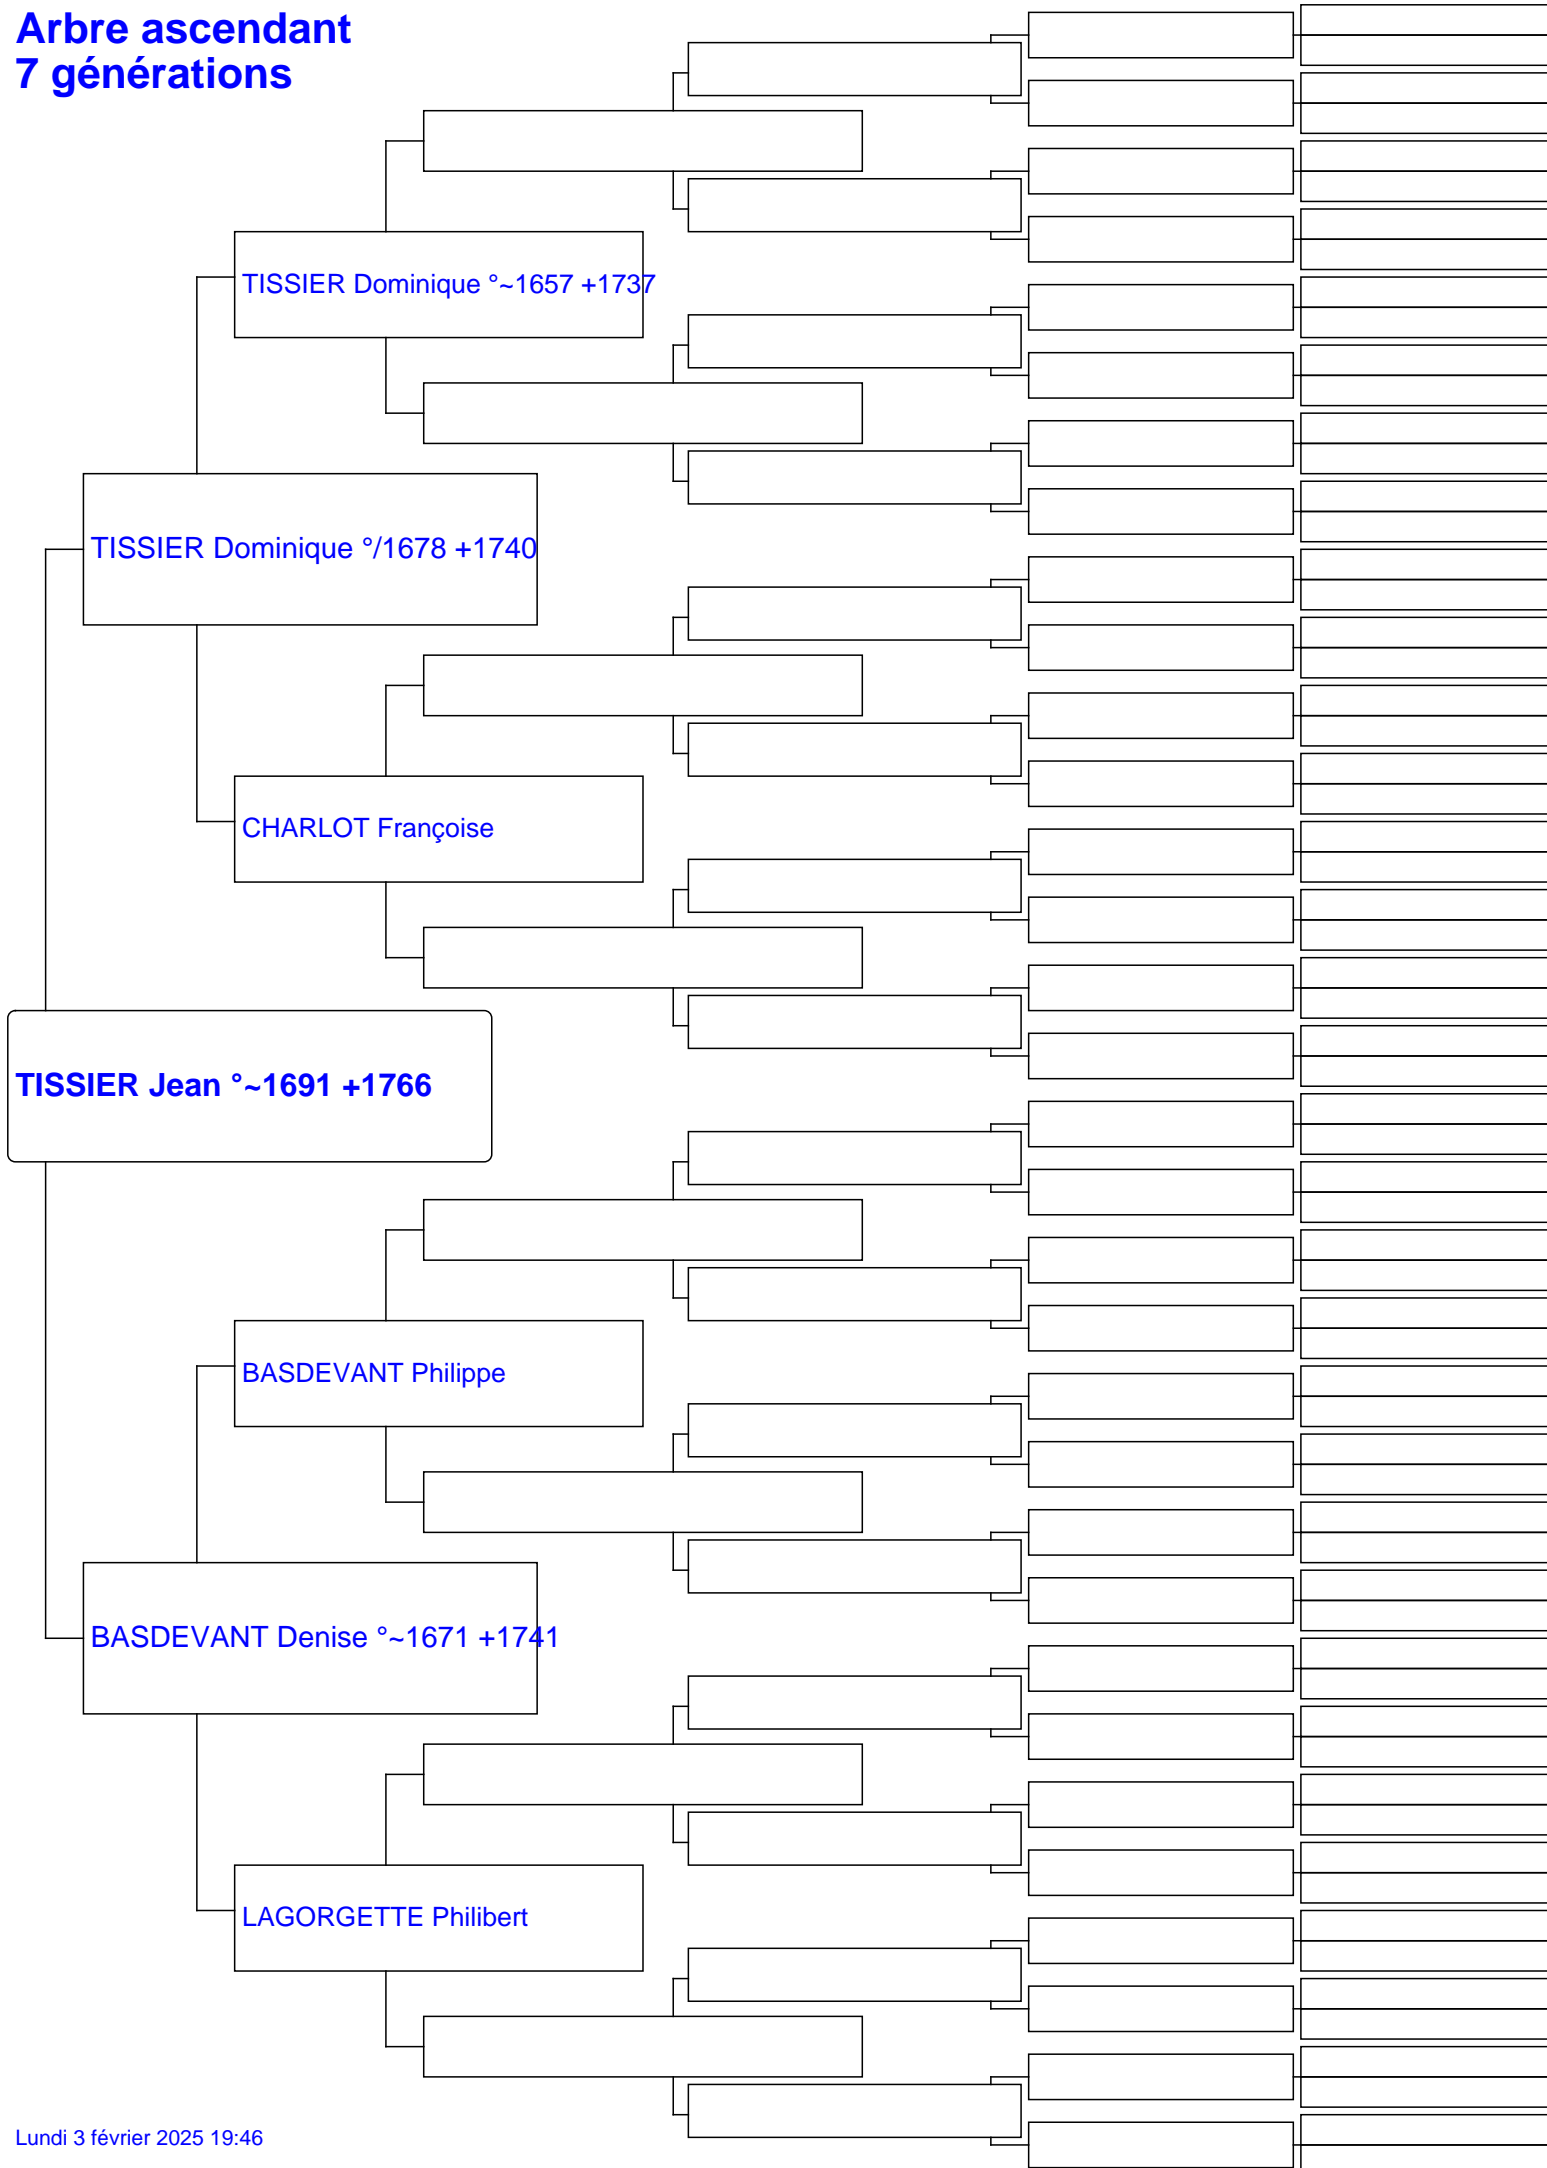 Arbre ascendant
7 générations
TISSIER Dominique °~1657 +1737
TISSIER Dominique °/1678 +1740
CHARLOT Françoise
TISSIER Jean °~1691 +1766
BASDEVANT Philippe
BASDEVANT Denise °~1671 +1741
LAGORGETTE Philibert
Lundi 3 février 2025 19:46